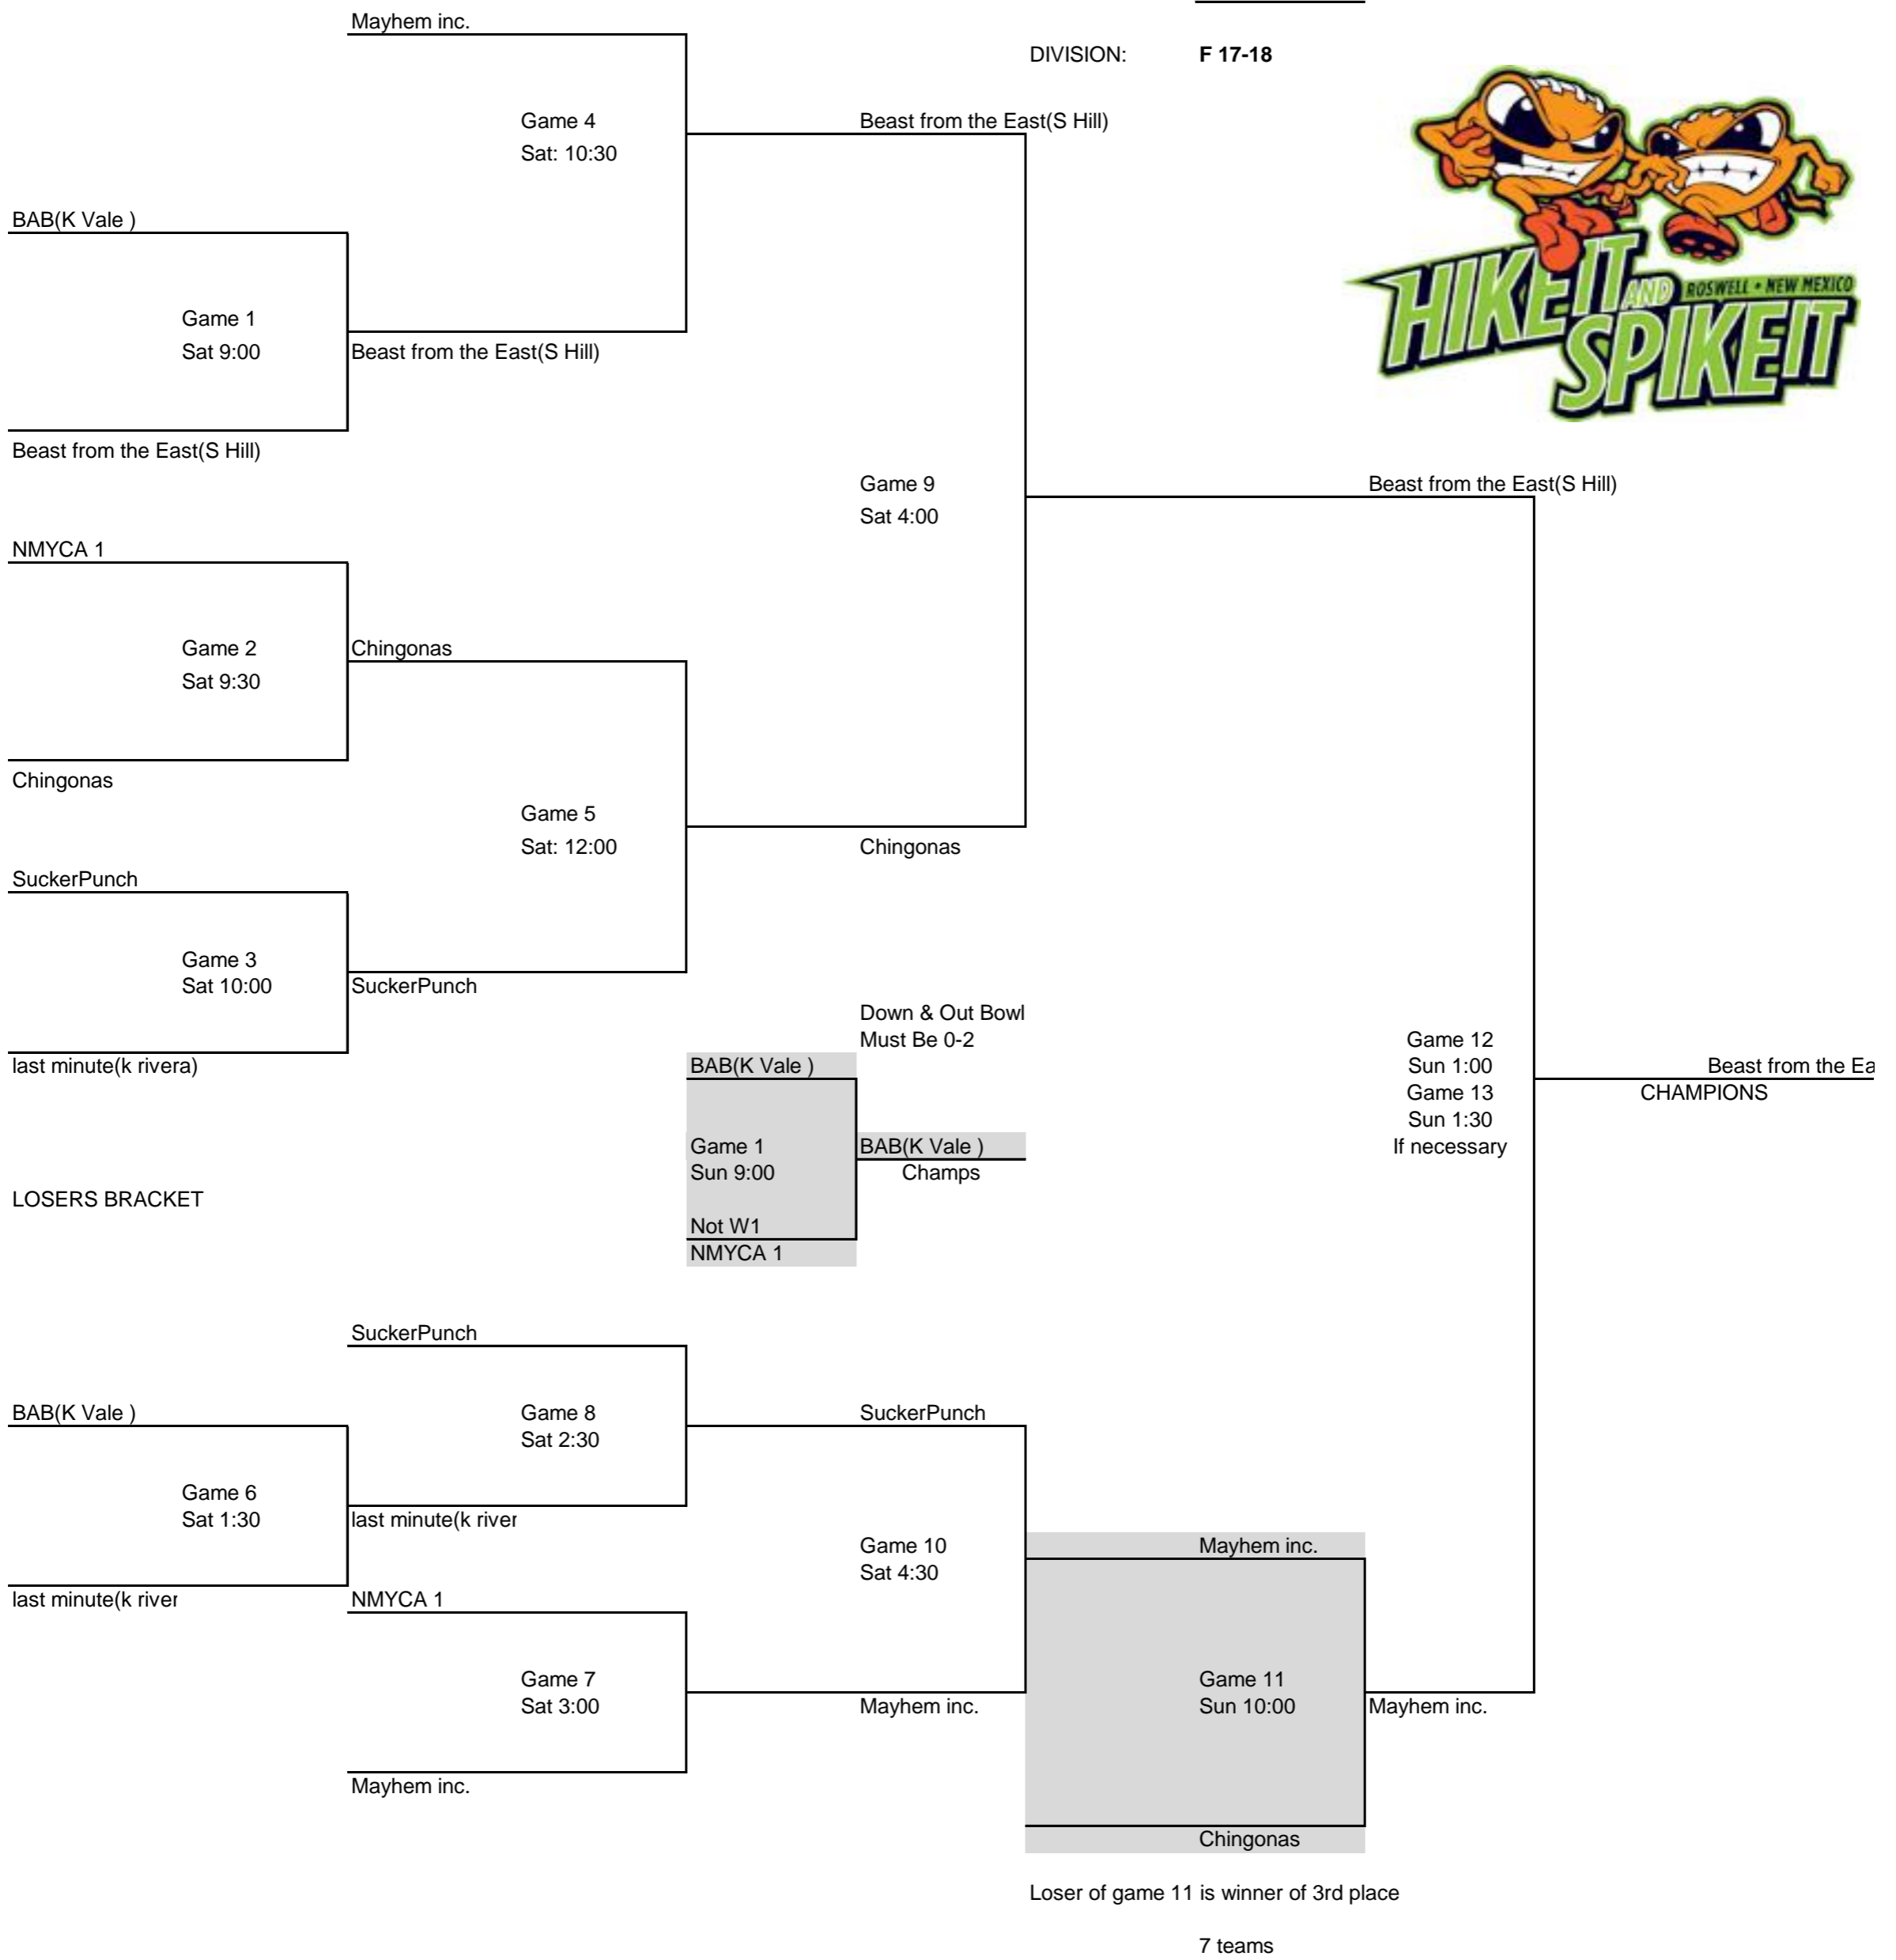 Mayhem inc.
DIVISION: F 17-18
Game 4
Sat: 10:30
Beast from the East(S Hill)
HIKE IT AND SPIKE IT
ROSWELL • NEW MEXICO
BAB(K Vale )
Game 1
Sat 9:00
Beast from the East(S Hill)
Beast from the East(S Hill)
Game 9
Sat 4:00
Beast from the East(S Hill)
NMYCA 1
Game 2
Sat 9:30
Chingonas
Chingonas
Game 5
Sat: 12:00
Chingonas
SuckerPunch
Game 3
Sat 10:00
SuckerPunch
last minute(k rivera)
Down & Out Bowl
Must Be 0-2
BAB(K Vale )
Game 1
Sun 9:00
BAB(K Vale )
Champs
Not W1
NMYCA 1
Game 12
Sun 1:00
Game 13
Sun 1:30
If necessary
Beast from the Ea
CHAMPIONS
LOSERS BRACKET
SuckerPunch
BAB(K Vale )
Game 8
Sat 2:30
SuckerPunch
Game 6
Sat 1:30
last minute(k river
last minute(k river
NMYCA 1
Game 10
Sat 4:30
Mayhem inc.
Game 7
Sat 3:00
Mayhem inc.
Game 11
Sun 10:00
Mayhem inc.
Mayhem inc.
Chingonas
Loser of game 11 is winner of 3rd place
7 teams